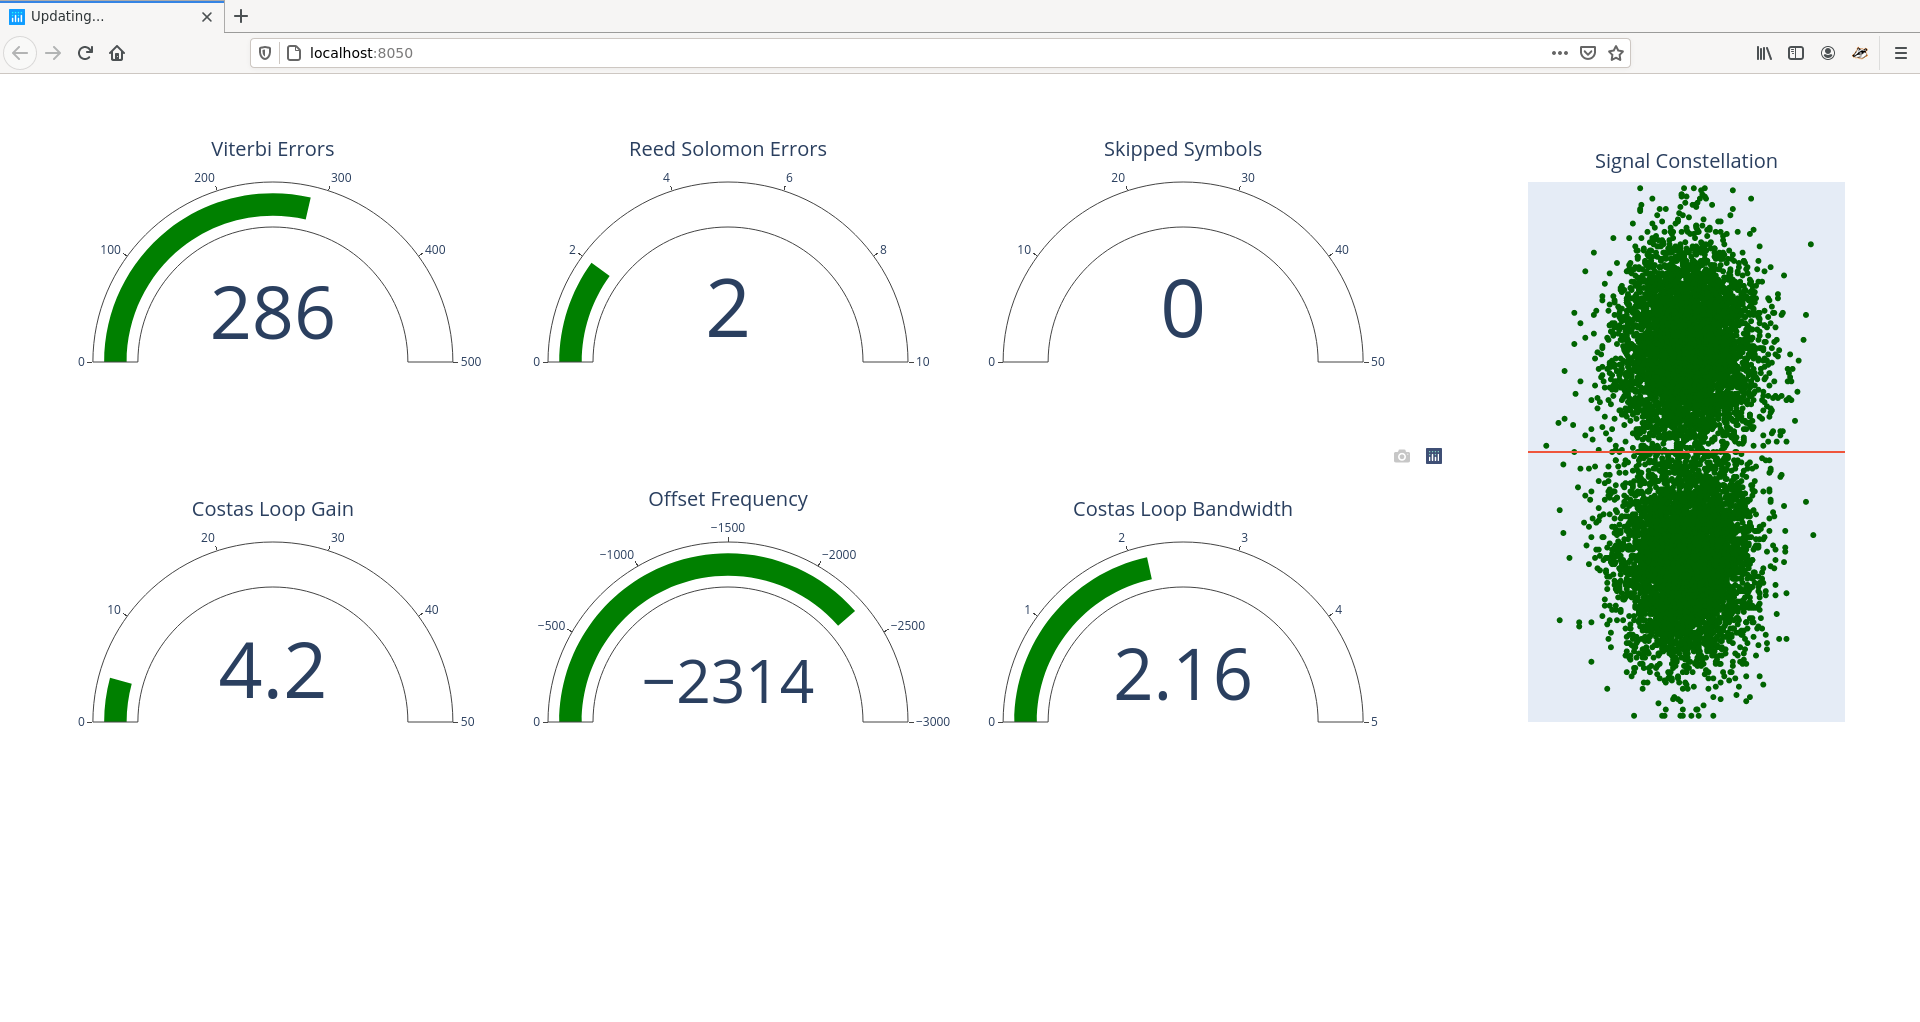 Updating...
localhost:8050
Viterbi Errors
200 300
100 400
286
0 500
Reed Solomon Errors
4 6
2 8
2
0 10
Skipped Symbols
20 30
10 40
0
0 50
Signal Constellation
Costas Loop Gain
20 30
10 40
4.2
0 50
Offset Frequency
−1500
−1000 −2000
−500 −2500
−2314
0 −3000
Costas Loop Bandwidth
2 3
1 4
2.16
0 5